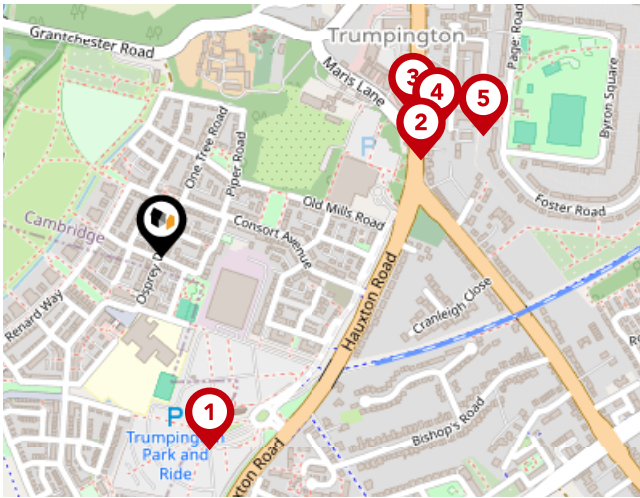 Grantchester Road
Trumpington
Page Road
Maris Lane
3
4
5
2
P
Byron Square
One Tree Road
Piper Road
Old Mills Road
Foster Road
Cambridge
Consort Avenue
Osprey D
Hauxton Road
Cranleigh Close
Renard Way
1
P
Trumpington
Park and
Ride
Bishop's Road
xton Road